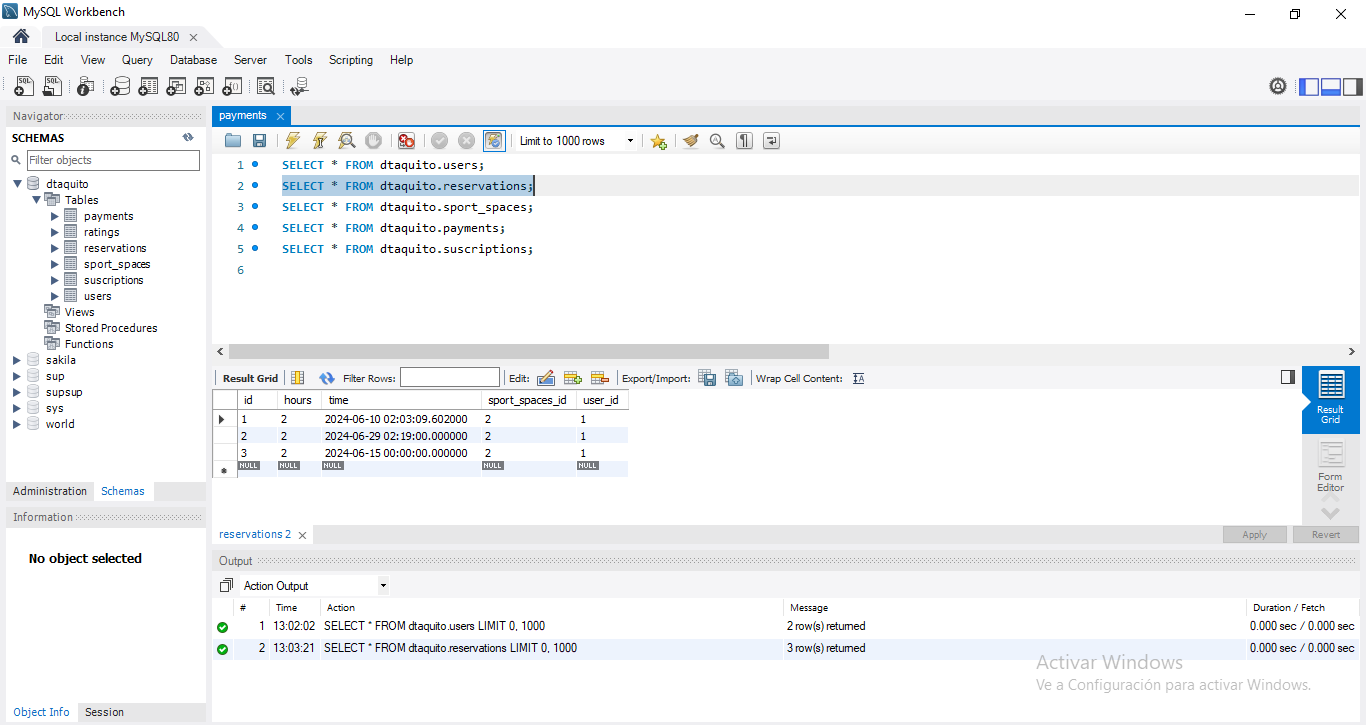 MySQL Workbench
Local instance MySQL80
File Edit View Query Database Server Tools Scripting Help
Navigator
SCHEMAS
Filter objects
dtaquito
Tables
payments
ratings
reservations
sport_spaces
suscriptions
users
Views
Stored Procedures
Functions
sakila
sup
supsup
sys
world
Administration Schemas
Information
No object selected
Object Info Session
payments
Limit to 1000 rows
1 SELECT * FROM dtaquito.users;
2 SELECT * FROM dtaquito.reservations;
3 SELECT * FROM dtaquito.sport_spaces;
4 SELECT * FROM dtaquito.payments;
5 SELECT * FROM dtaquito.suscriptions;
6
Result Grid Filter Rows: Edit: Export/Import: Wrap Cell Content:
id hours time sport_spaces_id user_id
1 2 2024-06-10 02:03:09.602000 2 1
2 2 2024-06-29 02:19:00.000000 2 1
3 2 2024-06-15 00:00:00.000000 2 1
NULL NULL NULL NULL NULL
Result
Grid
Form
Editor
reservations 2
Apply Revert
Output
Action Output
# Time Action Message Duration / Fetch
1 13:02:02 SELECT * FROM dtaquito.users LIMIT 0, 1000 2 row(s) returned 0.000 sec / 0.000 sec
2 13:03:21 SELECT * FROM dtaquito.reservations LIMIT 0, 1000 3 row(s) returned 0.000 sec / 0.000 sec
Activar Windows
Ve a Configuración para activar Windows.